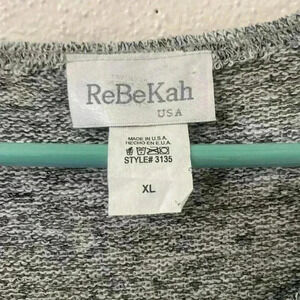 ReBeKah
USA
MADE IN U.S.A.
HECHO EN E.U.A.
STYLE# 3135
XL